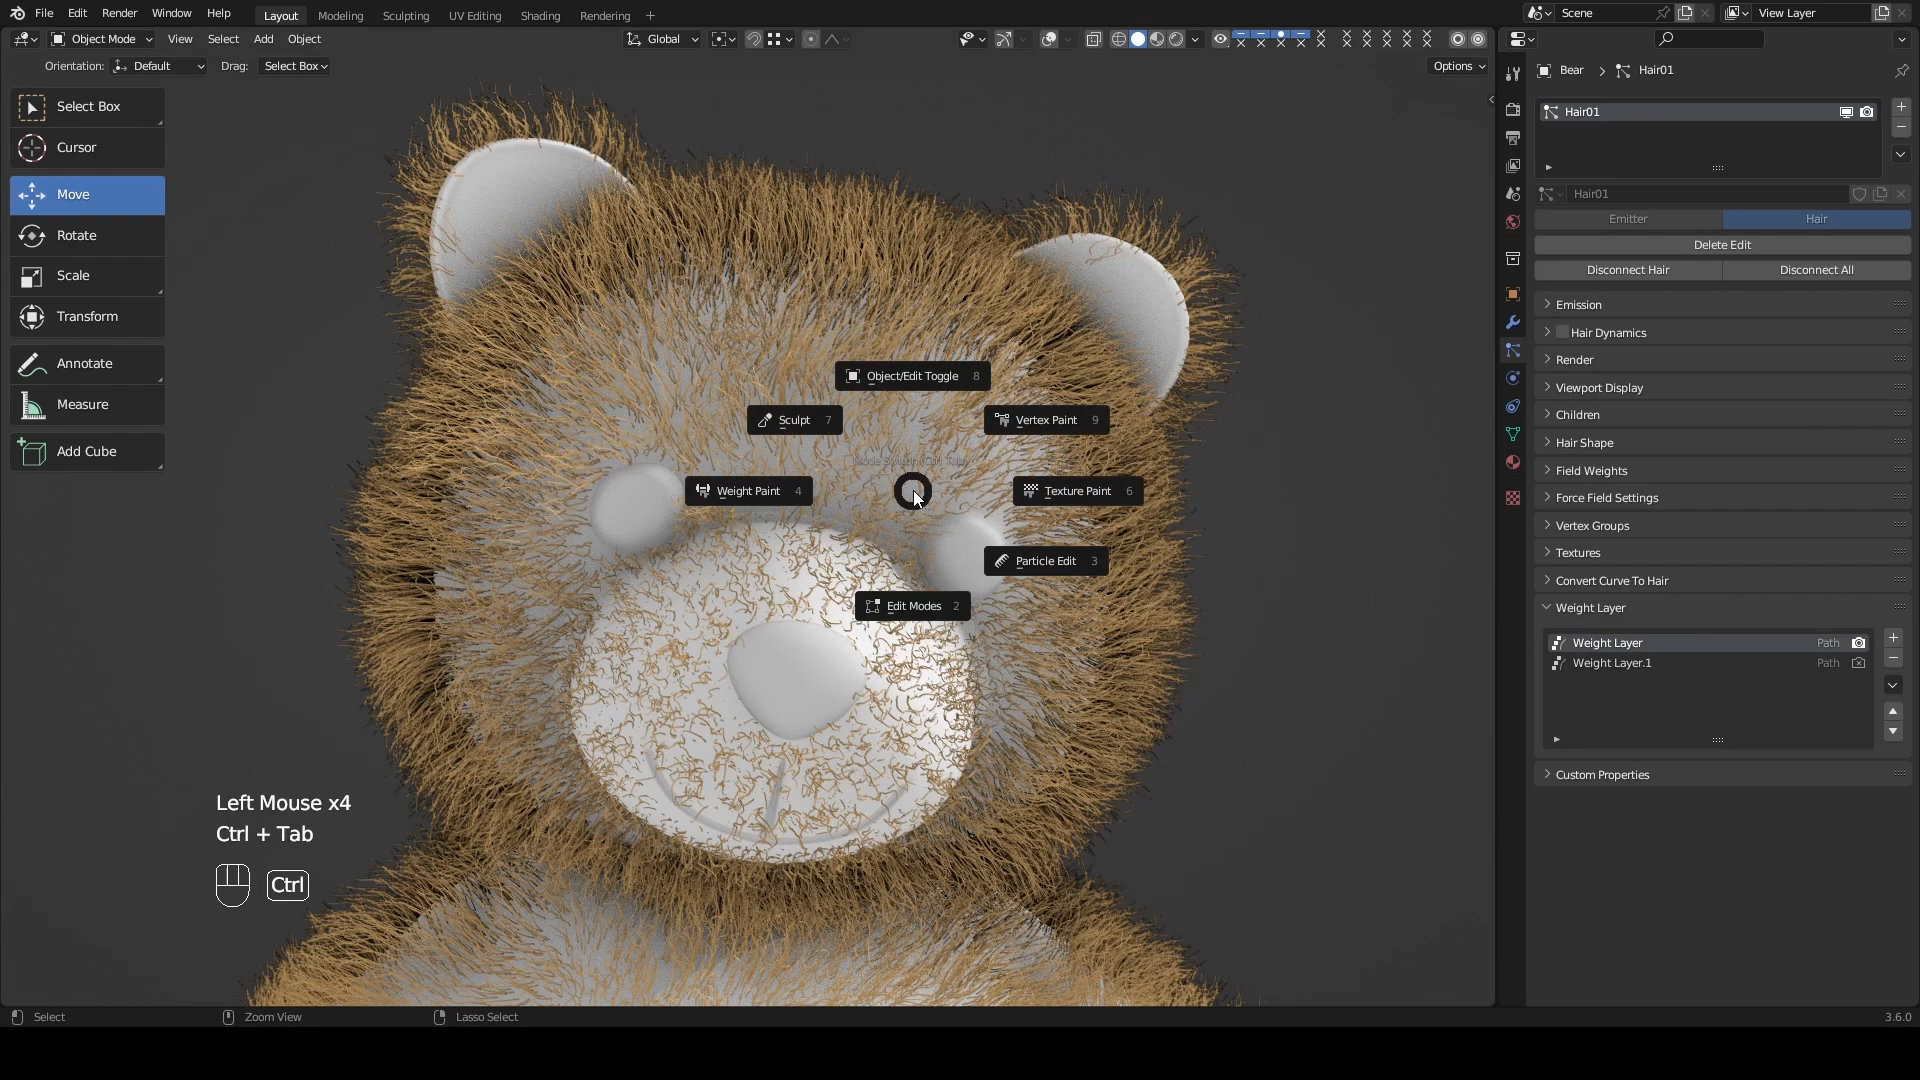 File Edit Render Window Help Layout Modeling Sculpting UV Editing Shading Rendering + Scene View Layer
Object Mode View Select Add Object Global
Orientation: Default Drag: Select Box Options
Select Box
Cursor
Move
Rotate
Scale
Transform
Annotate
Measure
Add Cube
Object/Edit Toggle 8
Sculpt 7
Vertex Paint 9
Weight Paint 4
Texture Paint 6
Particle Edit 3
Edit Modes 2
Left Mouse x4
Ctrl + Tab
Ctrl
Bear Hair01
Hair01
Hair01
Emitter Hair
Delete Edit
Disconnect Hair Disconnect All
Emission
Hair Dynamics
Render
Viewport Display
Children
Hair Shape
Field Weights
Force Field Settings
Vertex Groups
Textures
Convert Curve To Hair
Weight Layer
Weight Layer Path
Weight Layer.1 Path
Custom Properties
Select Zoom View Lasso Select 3.6.0